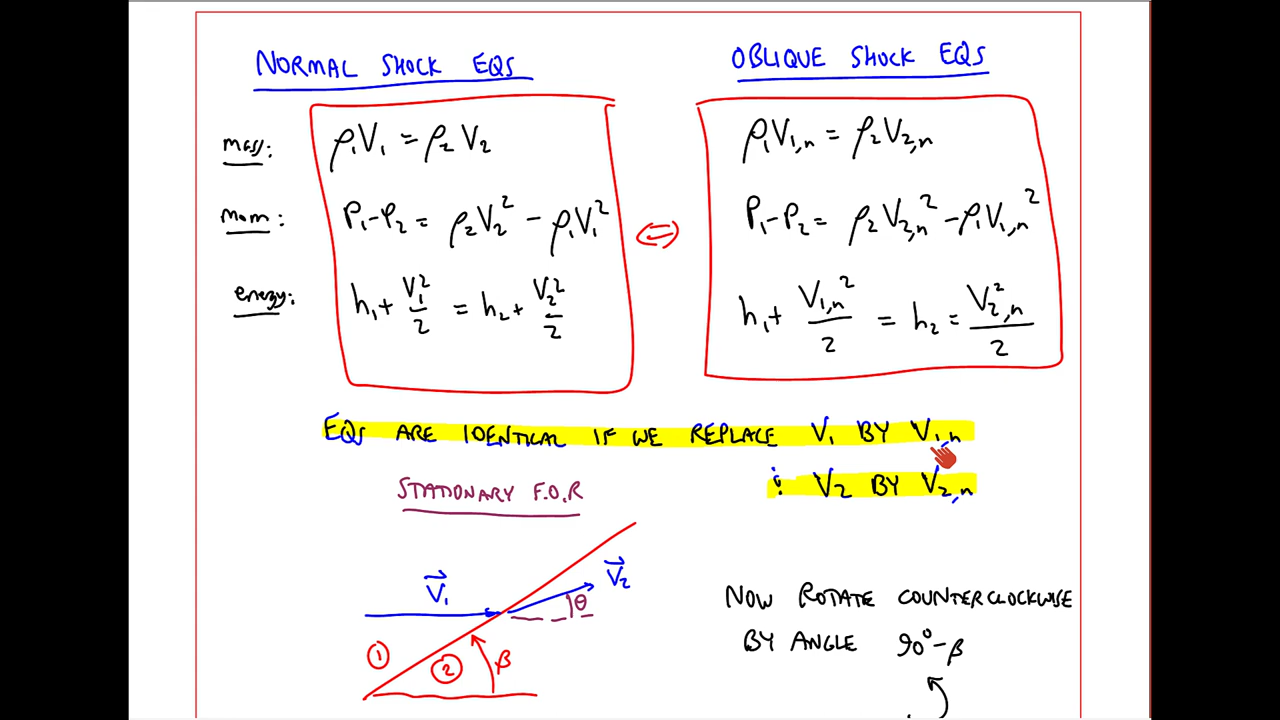 NORMAL SHOCK EQS
OBLIQUE SHOCK EQS
mass: ρ₁V₁ = ρ₂V₂
ρ₁V₁,ₙ = ρ₂V₂,ₙ
mom: P₁-P₂ = ρ₂V₂² - ρ₁V₁²
P₁-P₂ = ρ₂V₂,ₙ² - ρ₁V₁,ₙ²
energy: h₁ + V₁²/2 = h₂ + V₂²/2
h₁ + V₁,ₙ²/2 = h₂ = V₂,ₙ²/2
⇔
EQS ARE IDENTICAL IF WE REPLACE V₁ BY V₁,ₙ
& V₂ BY V₂,ₙ
STATIONARY F.O.R
V⃗₁
V⃗₂
θ
① ② β
NOW ROTATE COUNTERCLOCKWISE
BY ANGLE 90°-β